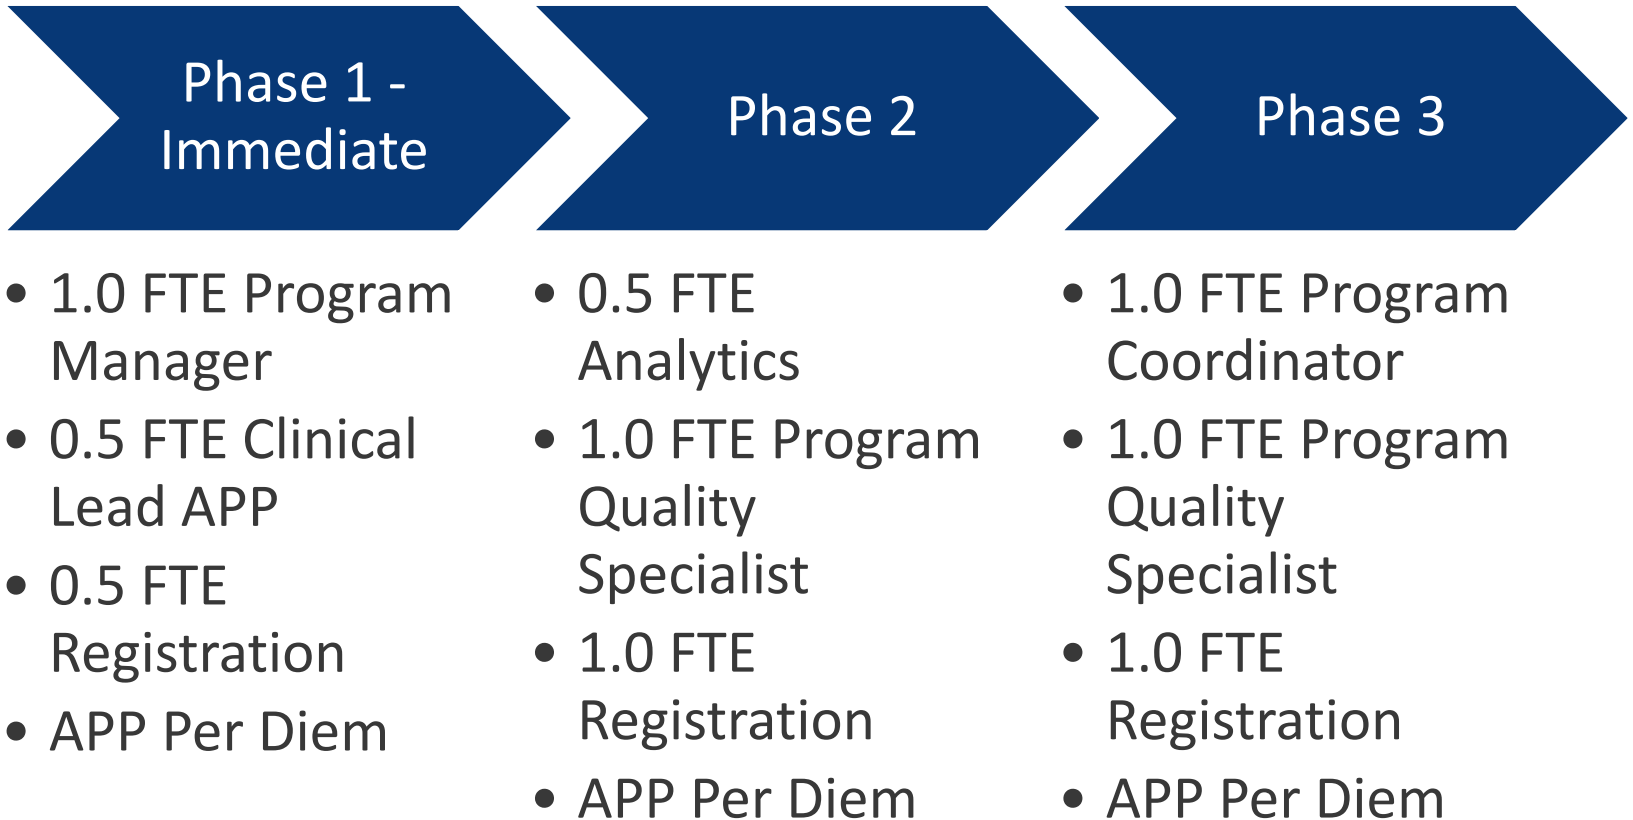 Phase 1 -
Immediate
• 1.0 FTE Program
Manager
• 0.5 FTE Clinical
Lead APP
• 0.5 FTE
Registration
• APP Per Diem
Phase 2
• 0.5 FTE
Analytics
• 1.0 FTE Program
Quality
Specialist
• 1.0 FTE
Registration
• APP Per Diem
Phase 3
• 1.0 FTE Program
Coordinator
• 1.0 FTE Program
Quality
Specialist
• 1.0 FTE
Registration
• APP Per Diem